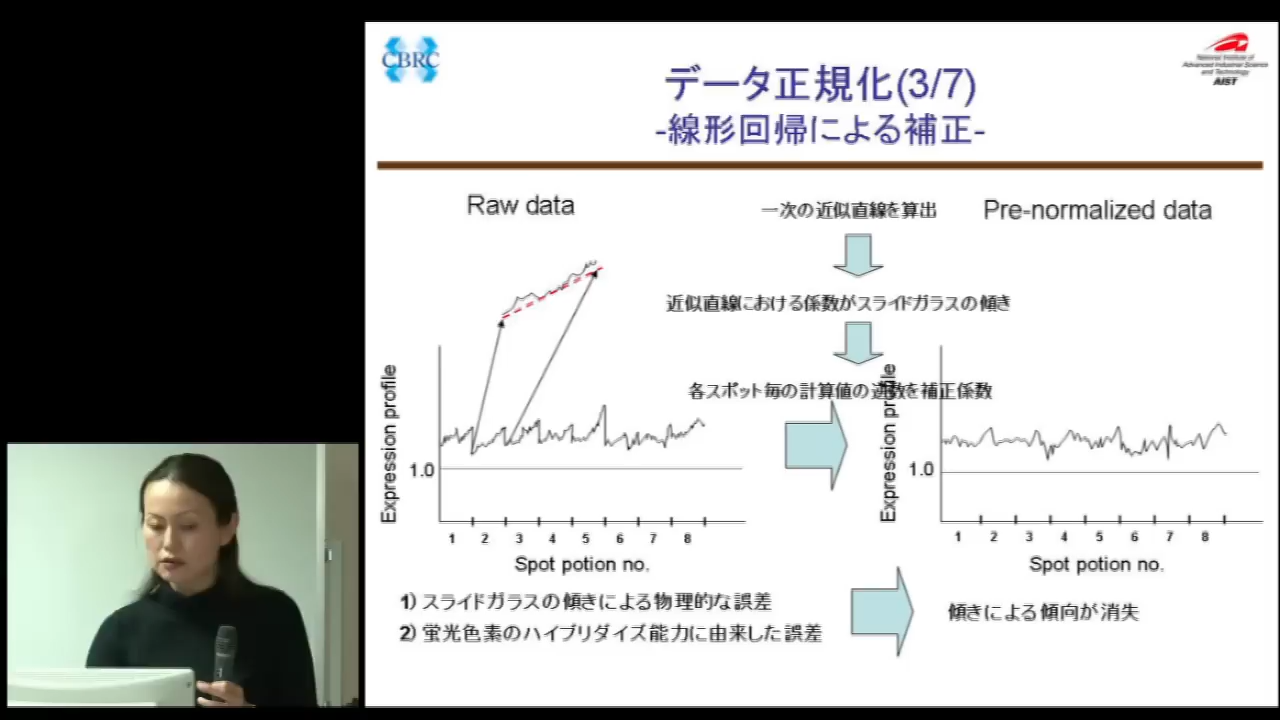 CBRC
National Institute of
Advanced Industrial Science
and Technology
AIST
データ正規化(3/7)
-線形回帰による補正-
Raw data
一次の近似直線を算出
Pre-normalized data
近似直線における係数がスライドガラスの傾き
各スポット毎の計算値の逆数を補正係数
Expression profile
1.0
1 2 3 4 5 6 7 8
Spot potion no.
Expression profile
1.0
1 2 3 4 5 6 7 8
Spot potion no.
1) スライドガラスの傾きによる物理的な誤差
2) 蛍光色素のハイブリダイズ能力に由来した誤差
傾きによる傾向が消失